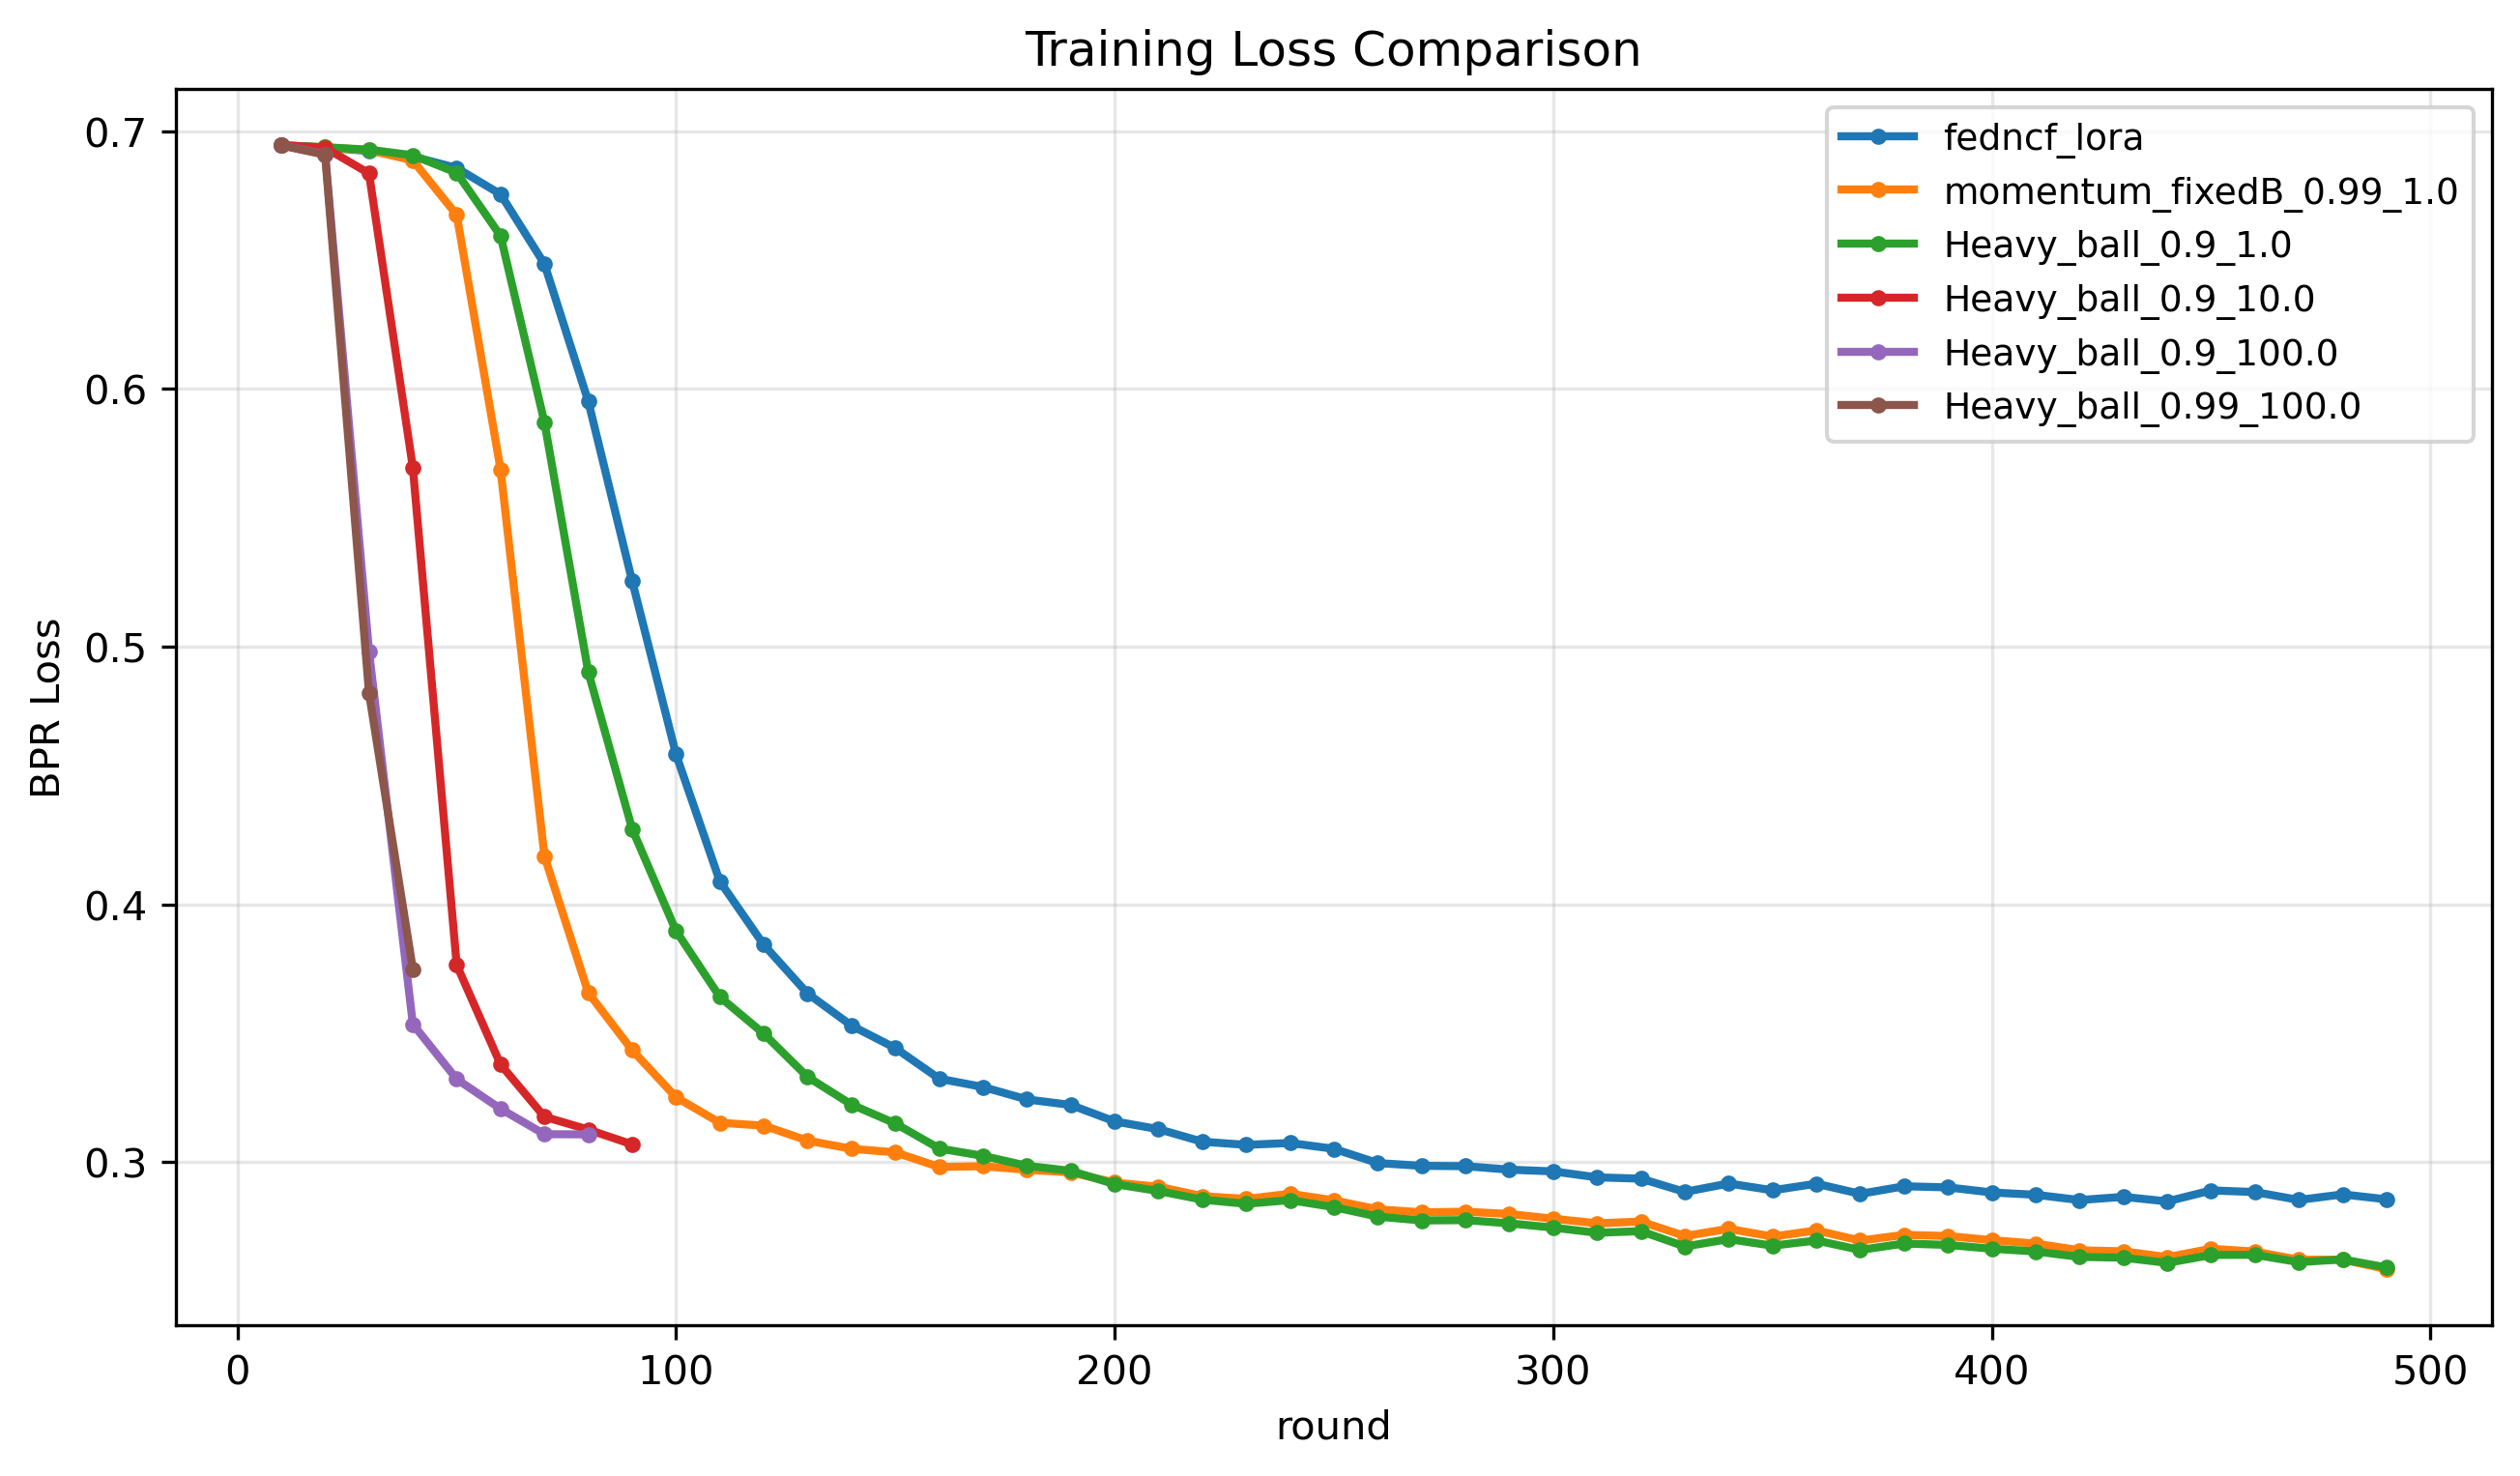 Training Loss Comparison
0.7
0.6
0.5
0.4
0.3
BPR Loss
fedncf_lora
momentum_fixedB_0.99_1.0
Heavy_ball_0.9_1.0
Heavy_ball_0.9_10.0
Heavy_ball_0.9_100.0
Heavy_ball_0.99_100.0
0 100 200 300 400 500
round